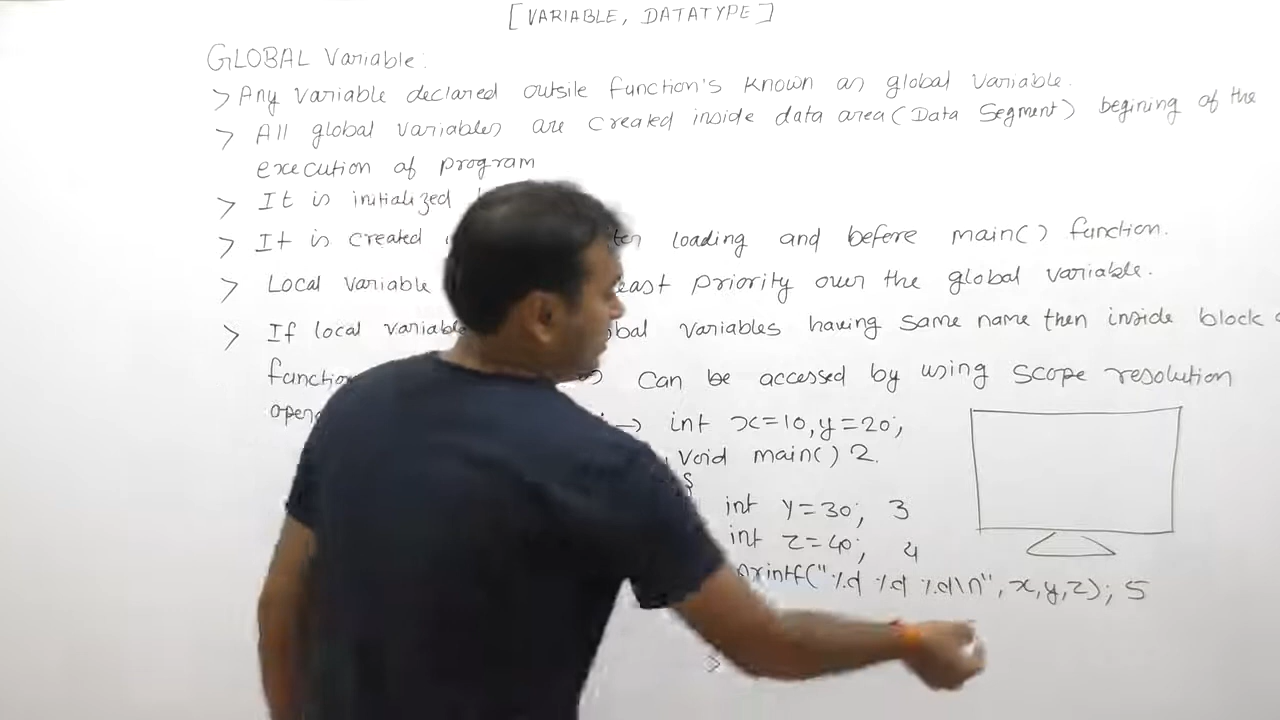 [VARIABLE, DATATYPE]
GLOBAL Variable:
> Any variable declared outsile function's known as global variable.
> All global variables are created inside data area (Data Segment) begining of the
execution of program
> It is initialized
> It is created loading and before main() function.
> Local variable priority over the global variable.
> If local variable variables having same name then inside block
can be accessed by using scope resolution
→ int x=10,y=20;
void main() 2.
{
int y=30; 3
int z=40; 4
printf("%d %d %d\n", x,y,z); 5